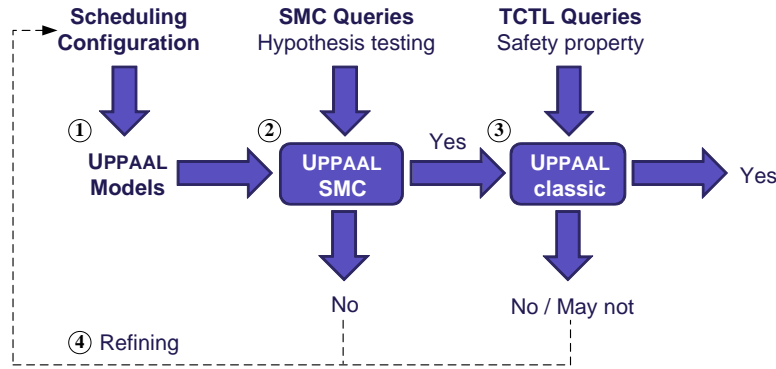 Scheduling
Configuration
SMC Queries
Hypothesis testing
TCTL Queries
Safety property
1
2
3
Yes
UPPAAL
Models
UPPAAL
SMC
UPPAAL
classic
Yes
No
No / May not
4 Refining